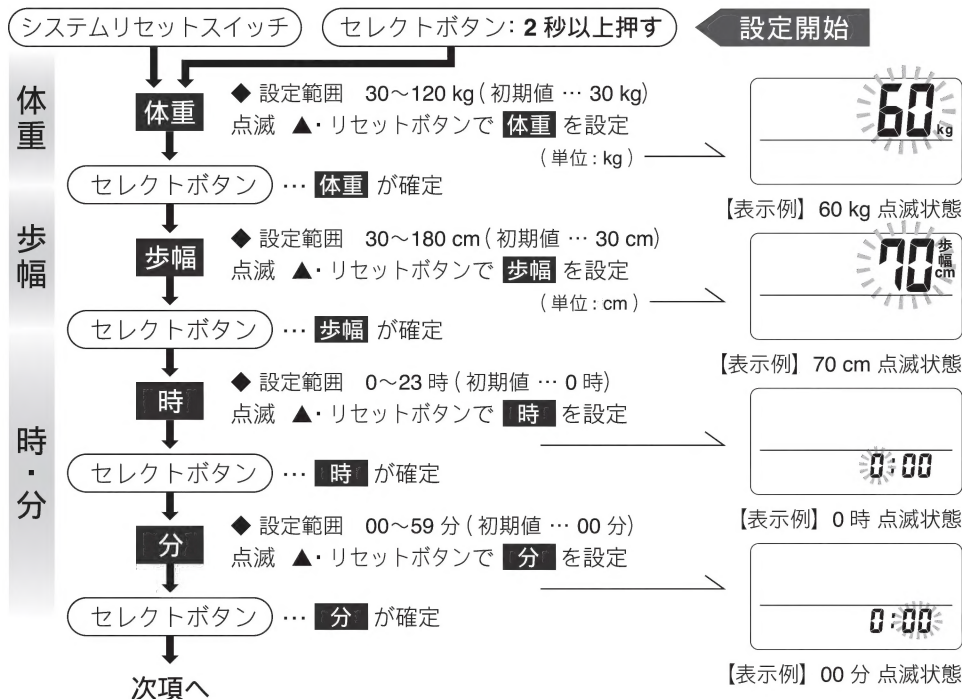 システムリセットスイッチ
セレクトボタン: 2 秒以上押す
設定開始
体重
体重
◆ 設定範囲 30～120 kg ( 初期値 … 30 kg)
点滅 ▲・リセットボタンで 体重 を設定
( 単位 : kg )
60 kg
セレクトボタン … 体重 が確定
【表示例】 60 kg 点滅状態
歩幅
歩幅
◆ 設定範囲 30～180 cm ( 初期値 … 30 cm)
点滅 ▲・リセットボタンで 歩幅 を設定
( 単位 : cm )
70 歩幅 cm
セレクトボタン … 歩幅 が確定
【表示例】 70 cm 点滅状態
時・分
時
◆ 設定範囲 0～23 時 ( 初期値 … 0 時)
点滅 ▲・リセットボタンで 時 を設定
0:00
セレクトボタン … 時 が確定
【表示例】 0 時 点滅状態
分
◆ 設定範囲 00～59 分 ( 初期値 … 00 分)
点滅 ▲・リセットボタンで 分 を設定
0:00
セレクトボタン … 分 が確定
【表示例】 00 分 点滅状態
次項へ